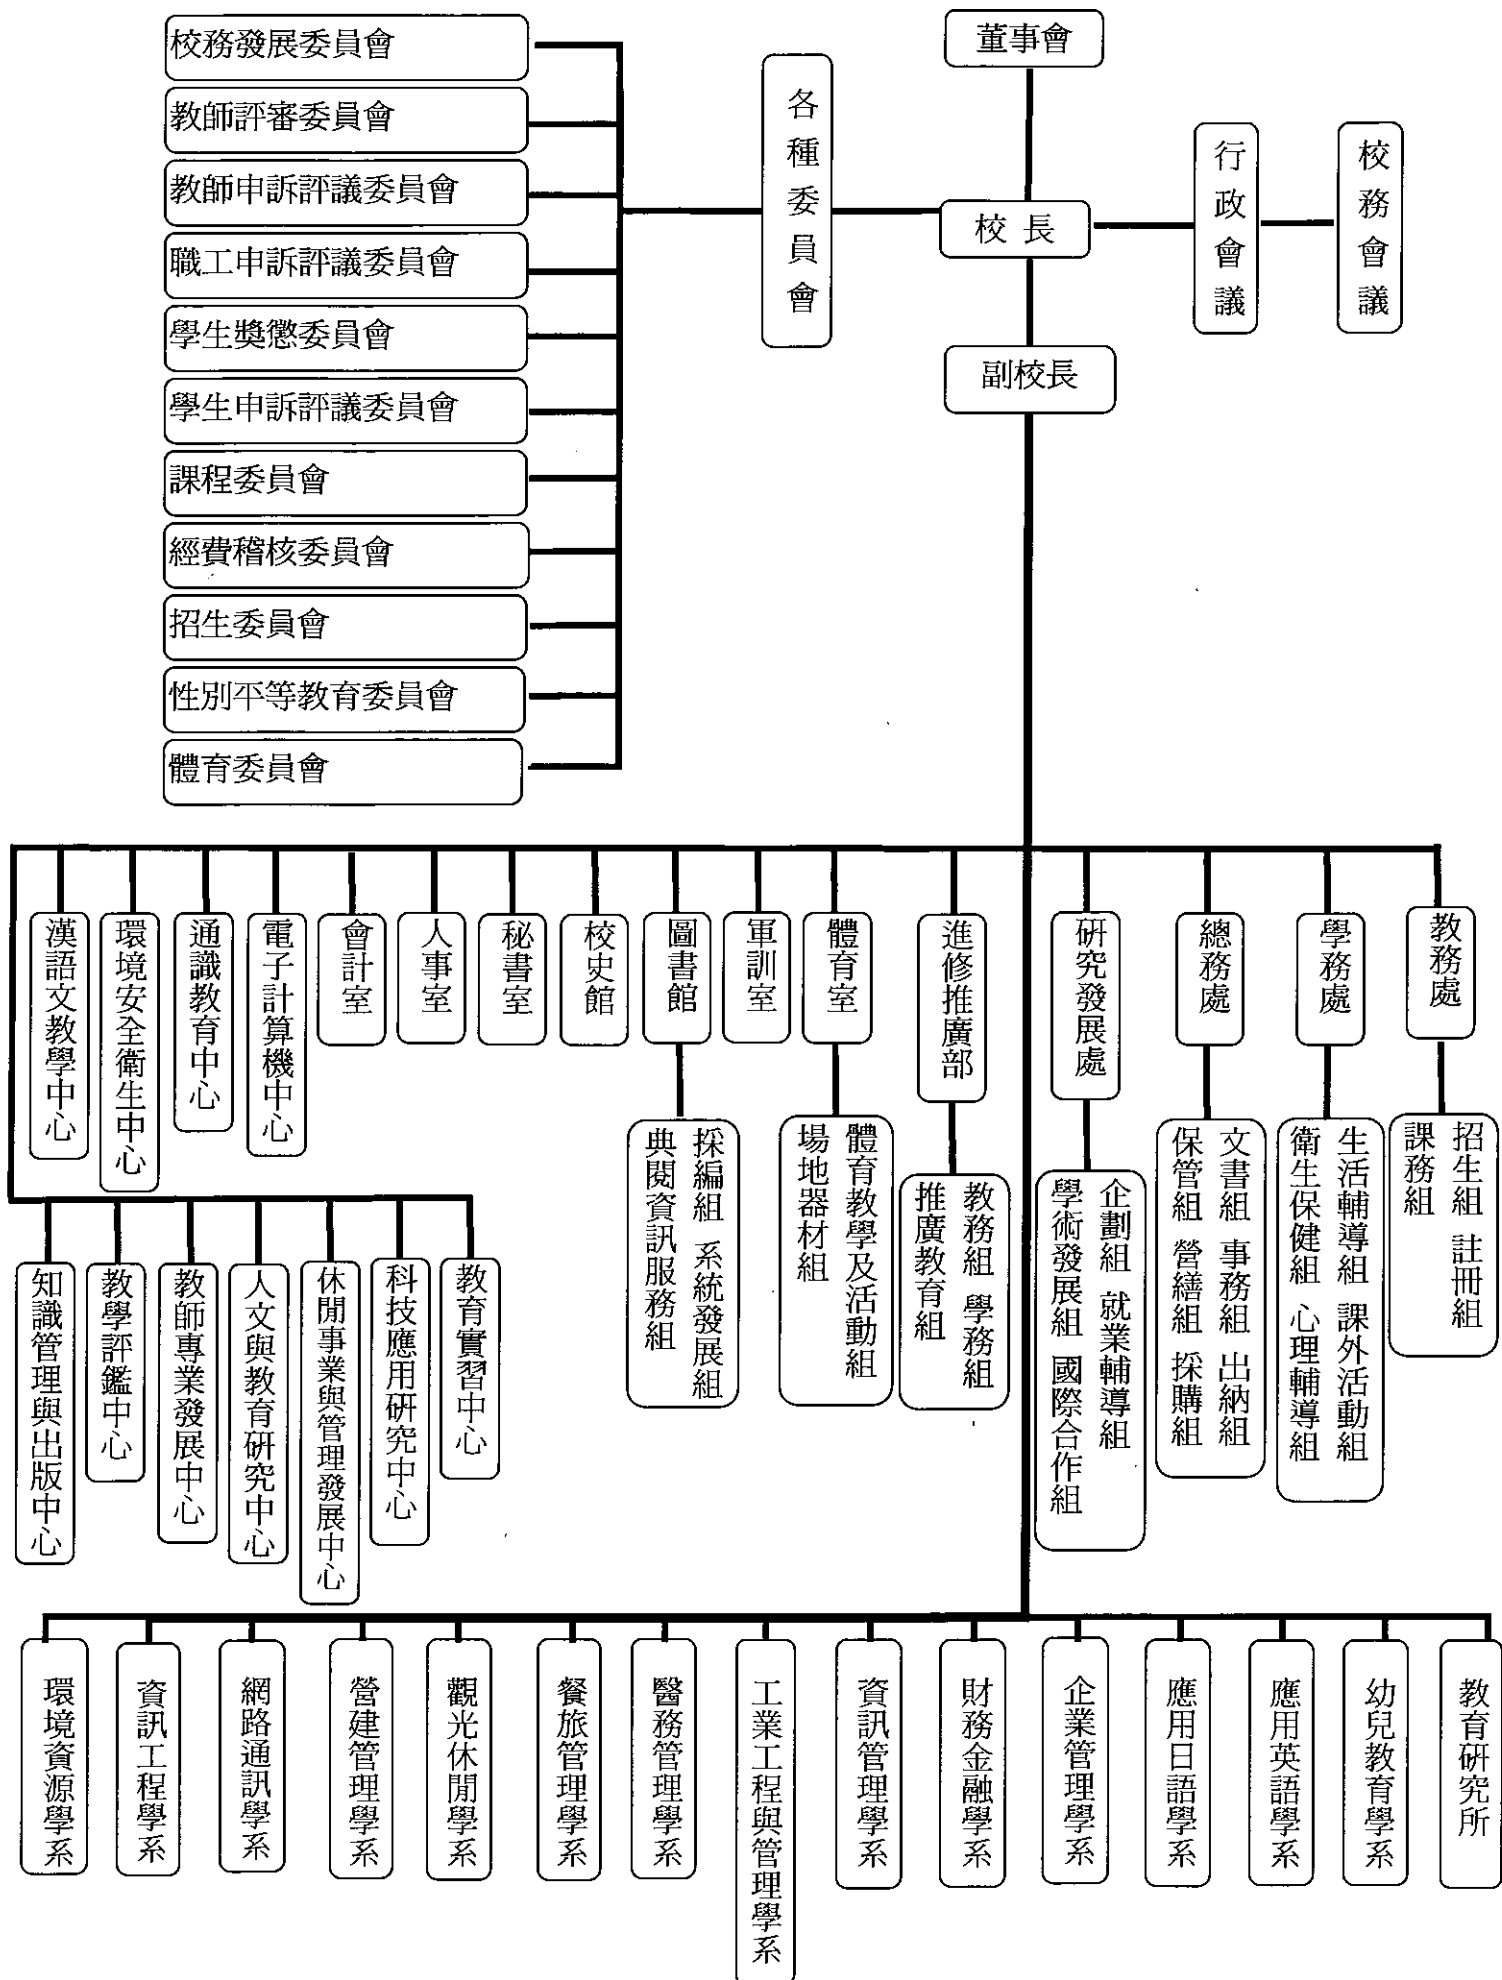 董事會
校長
副校長
行政會議
校務會議
各種委員會
校務發展委員會
教師評審委員會
教師申訴評議委員會
職工申訴評議委員會
學生獎懲委員會
學生申訴評議委員會
課程委員會
經費稽核委員會
招生委員會
性別平等教育委員會
體育委員會
教務處
招生組 註冊組
課務組
學務處
生活輔導組 課外活動組
衛生保健組 心理輔導組
總務處
文書組 事務組 出納組
保管組 營繕組 採購組
研究發展處
企劃組 就業輔導組
學術發展組 國際合作組
進修推廣部
教務組 學務組
推廣教育組
體育室
體育教學及活動組
場地器材組
軍訓室
圖書館
採編組 系統發展組
典閱資訊服務組
校史館
秘書室
人事室
會計室
電子計算機中心
通識教育中心
環境安全衛生中心
漢語文教學中心
教育實習中心
科技應用研究中心
休閒事業與管理發展中心
人文與教育研究中心
教師專業發展中心
教學評鑑中心
知識管理與出版中心
教育研究所
幼兒教育學系
應用英語學系
應用日語學系
企業管理學系
財務金融學系
資訊管理學系
工業工程與管理學系
醫務管理學系
餐旅管理學系
觀光休閒學系
營建管理學系
網路通訊學系
資訊工程學系
環境資源學系